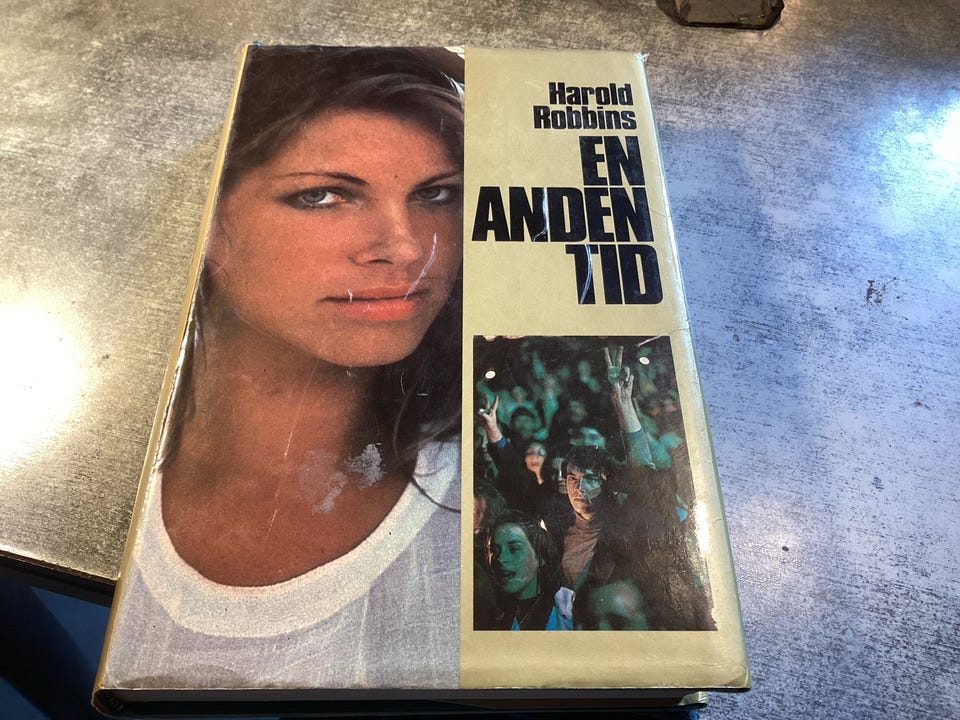 Harold
Robbins
EN
ANDEN
TID